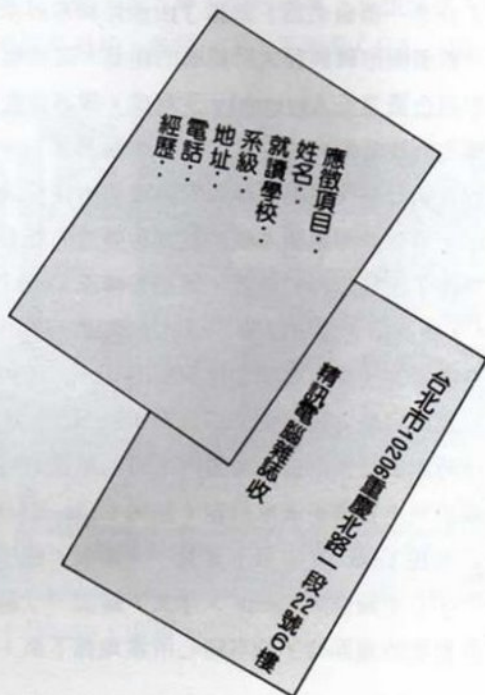 應徵項目：
姓名：
就讀學校：
系級：
地址：
電話：
經歷：
台北市10206重慶北路一段22號6樓
精訊電腦雜誌收